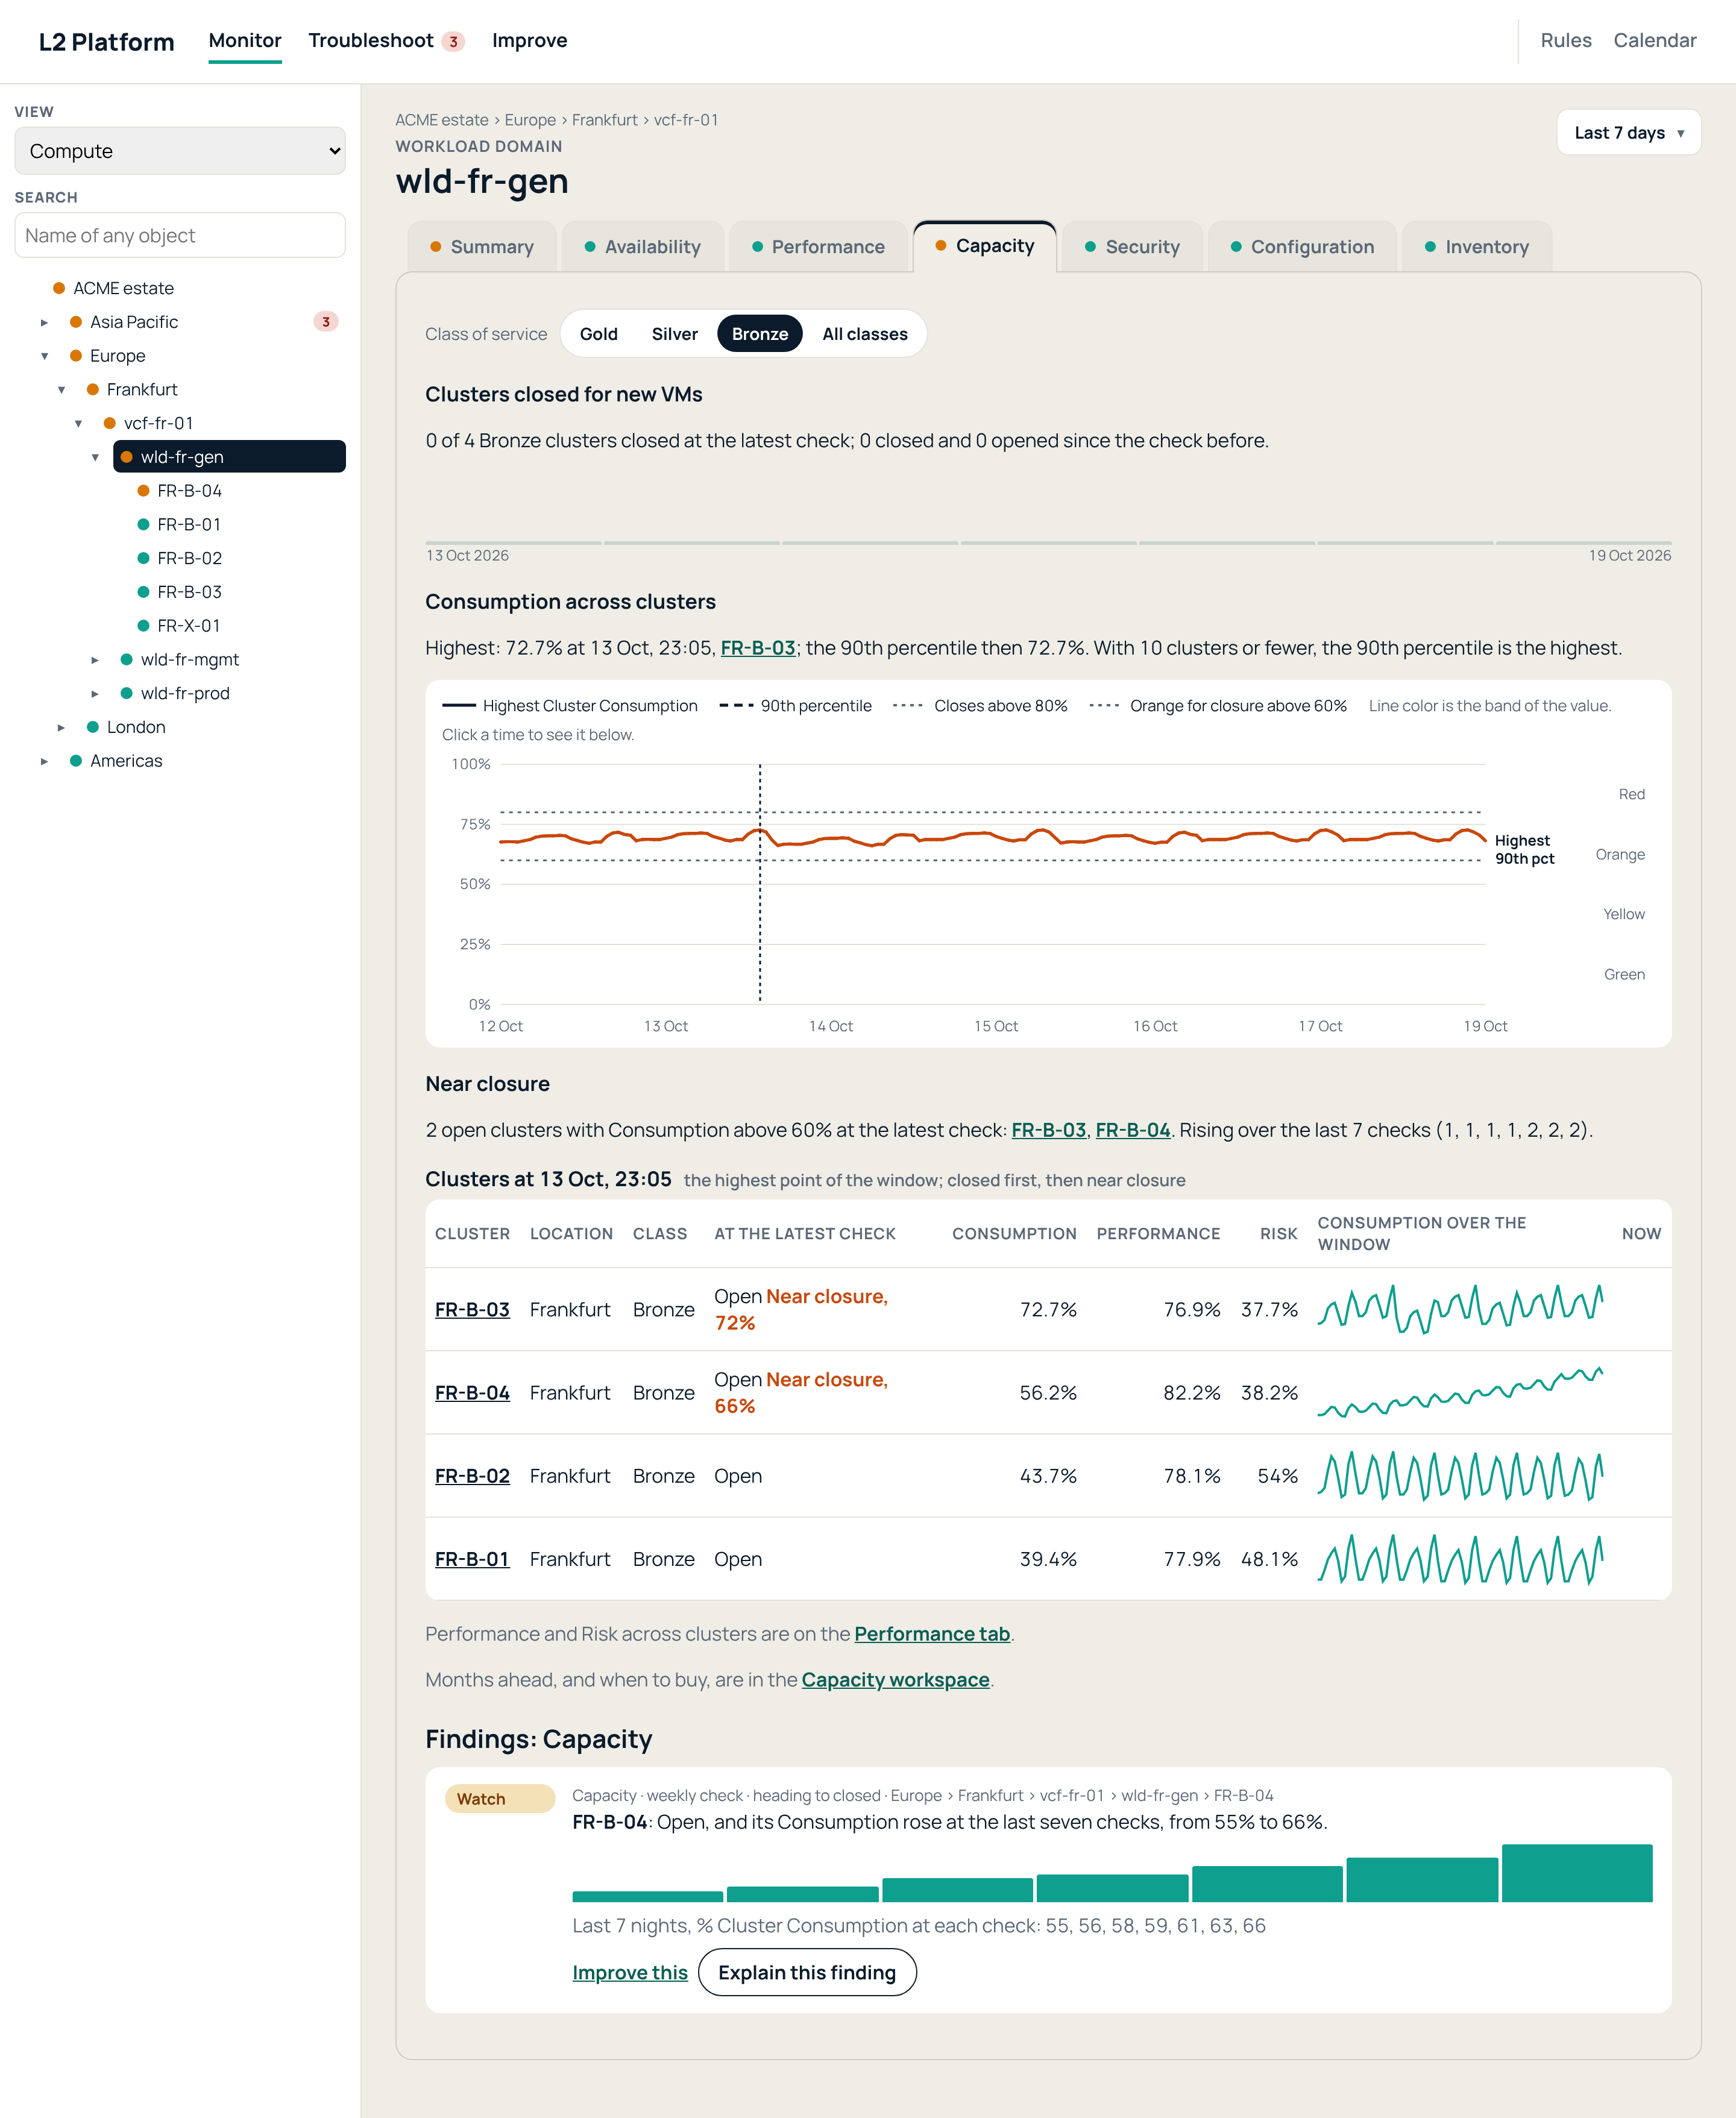 L2 Platform
Monitor
Troubleshoot 3
Improve
Rules
Calendar
VIEW
Compute
SEARCH
Name of any object
ACME estate
Asia Pacific 3
Europe
Frankfurt
vcf-fr-01
wld-fr-gen
FR-B-04
FR-B-01
FR-B-02
FR-B-03
FR-X-01
wld-fr-mgmt
wld-fr-prod
London
Americas
ACME estate › Europe › Frankfurt › vcf-fr-01
WORKLOAD DOMAIN
wld-fr-gen
Last 7 days
Summary
Availability
Performance
Capacity
Security
Configuration
Inventory
Class of service Gold Silver Bronze All classes
Clusters closed for new VMs
0 of 4 Bronze clusters closed at the latest check; 0 closed and 0 opened since the check before.
13 Oct 2026 19 Oct 2026
Consumption across clusters
Highest: 72.7% at 13 Oct, 23:05, FR-B-03; the 90th percentile then 72.7%. With 10 clusters or fewer, the 90th percentile is the highest.
Highest Cluster Consumption 90th percentile Closes above 80% Orange for closure above 60% Line color is the band of the value.
Click a time to see it below.
100%
Red
75%
Highest
90th pct
Orange
50%
Yellow
25%
Green
0%
12 Oct 13 Oct 14 Oct 15 Oct 16 Oct 17 Oct 19 Oct
Near closure
2 open clusters with Consumption above 60% at the latest check: FR-B-03, FR-B-04. Rising over the last 7 checks (1, 1, 1, 1, 2, 2, 2).
Clusters at 13 Oct, 23:05 the highest point of the window; closed first, then near closure
CLUSTER LOCATION CLASS AT THE LATEST CHECK CONSUMPTION PERFORMANCE RISK CONSUMPTION OVER THE WINDOW NOW
FR-B-03 Frankfurt Bronze Open Near closure, 72% 72.7% 76.9% 37.7%
FR-B-04 Frankfurt Bronze Open Near closure, 66% 56.2% 82.2% 38.2%
FR-B-02 Frankfurt Bronze Open 43.7% 78.1% 54%
FR-B-01 Frankfurt Bronze Open 39.4% 77.9% 48.1%
Performance and Risk across clusters are on the Performance tab.
Months ahead, and when to buy, are in the Capacity workspace.
Findings: Capacity
Watch
Capacity · weekly check · heading to closed · Europe › Frankfurt › vcf-fr-01 › wld-fr-gen › FR-B-04
FR-B-04: Open, and its Consumption rose at the last seven checks, from 55% to 66%.
Last 7 nights, % Cluster Consumption at each check: 55, 56, 58, 59, 61, 63, 66
Improve this Explain this finding